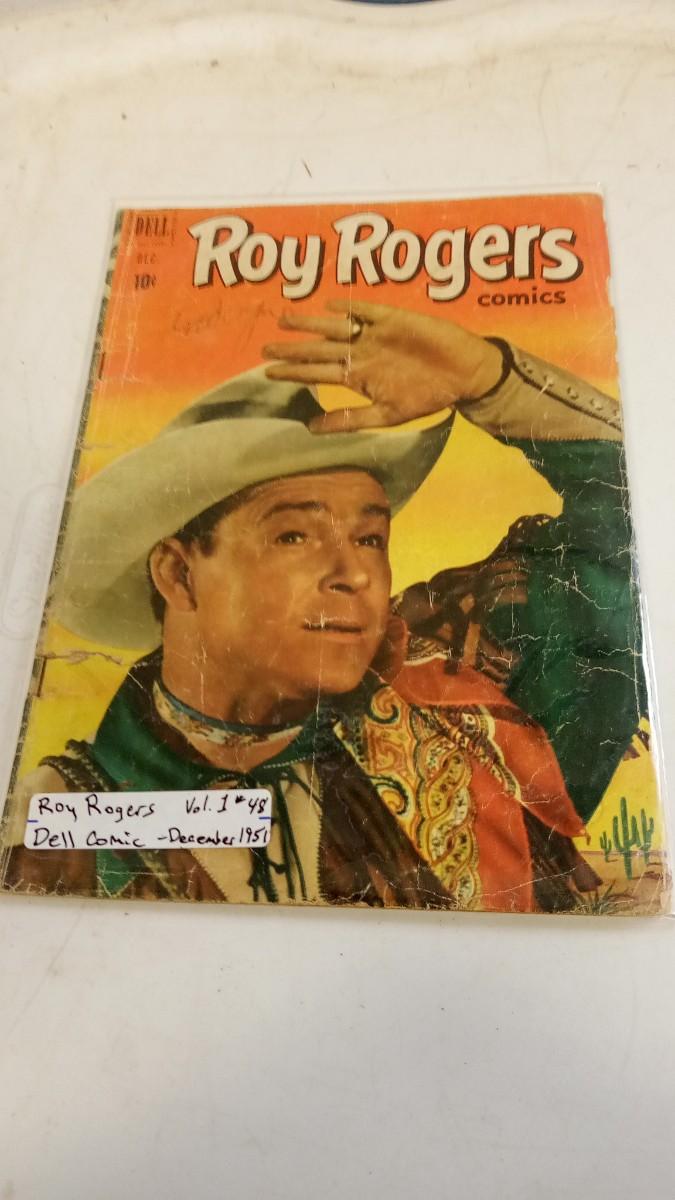 DELL
DEC.
10¢
Roy Rogers
comics
Roy Rogers Vol. 1 #48
Dell Comic - December 1951